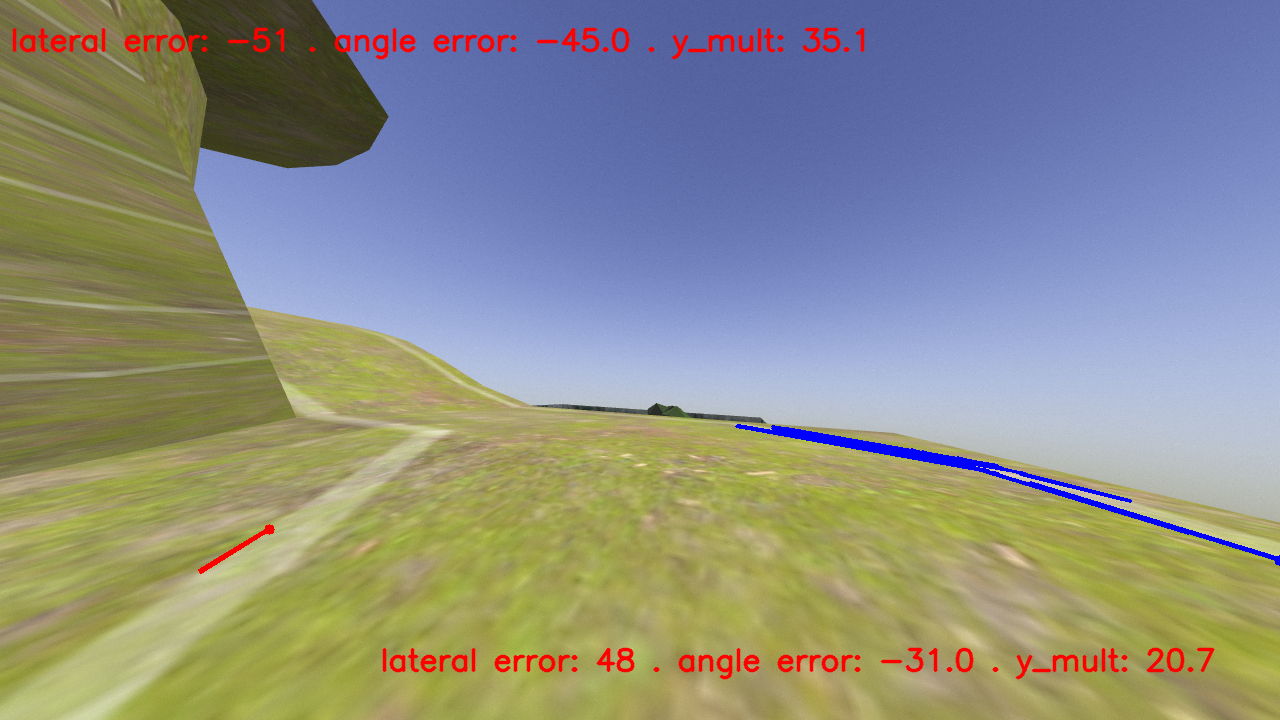 lateral error: -51 . angle error: -45.0 . y_mult: 35.1
lateral error: 48 . angle error: -31.0 . y_mult: 20.7